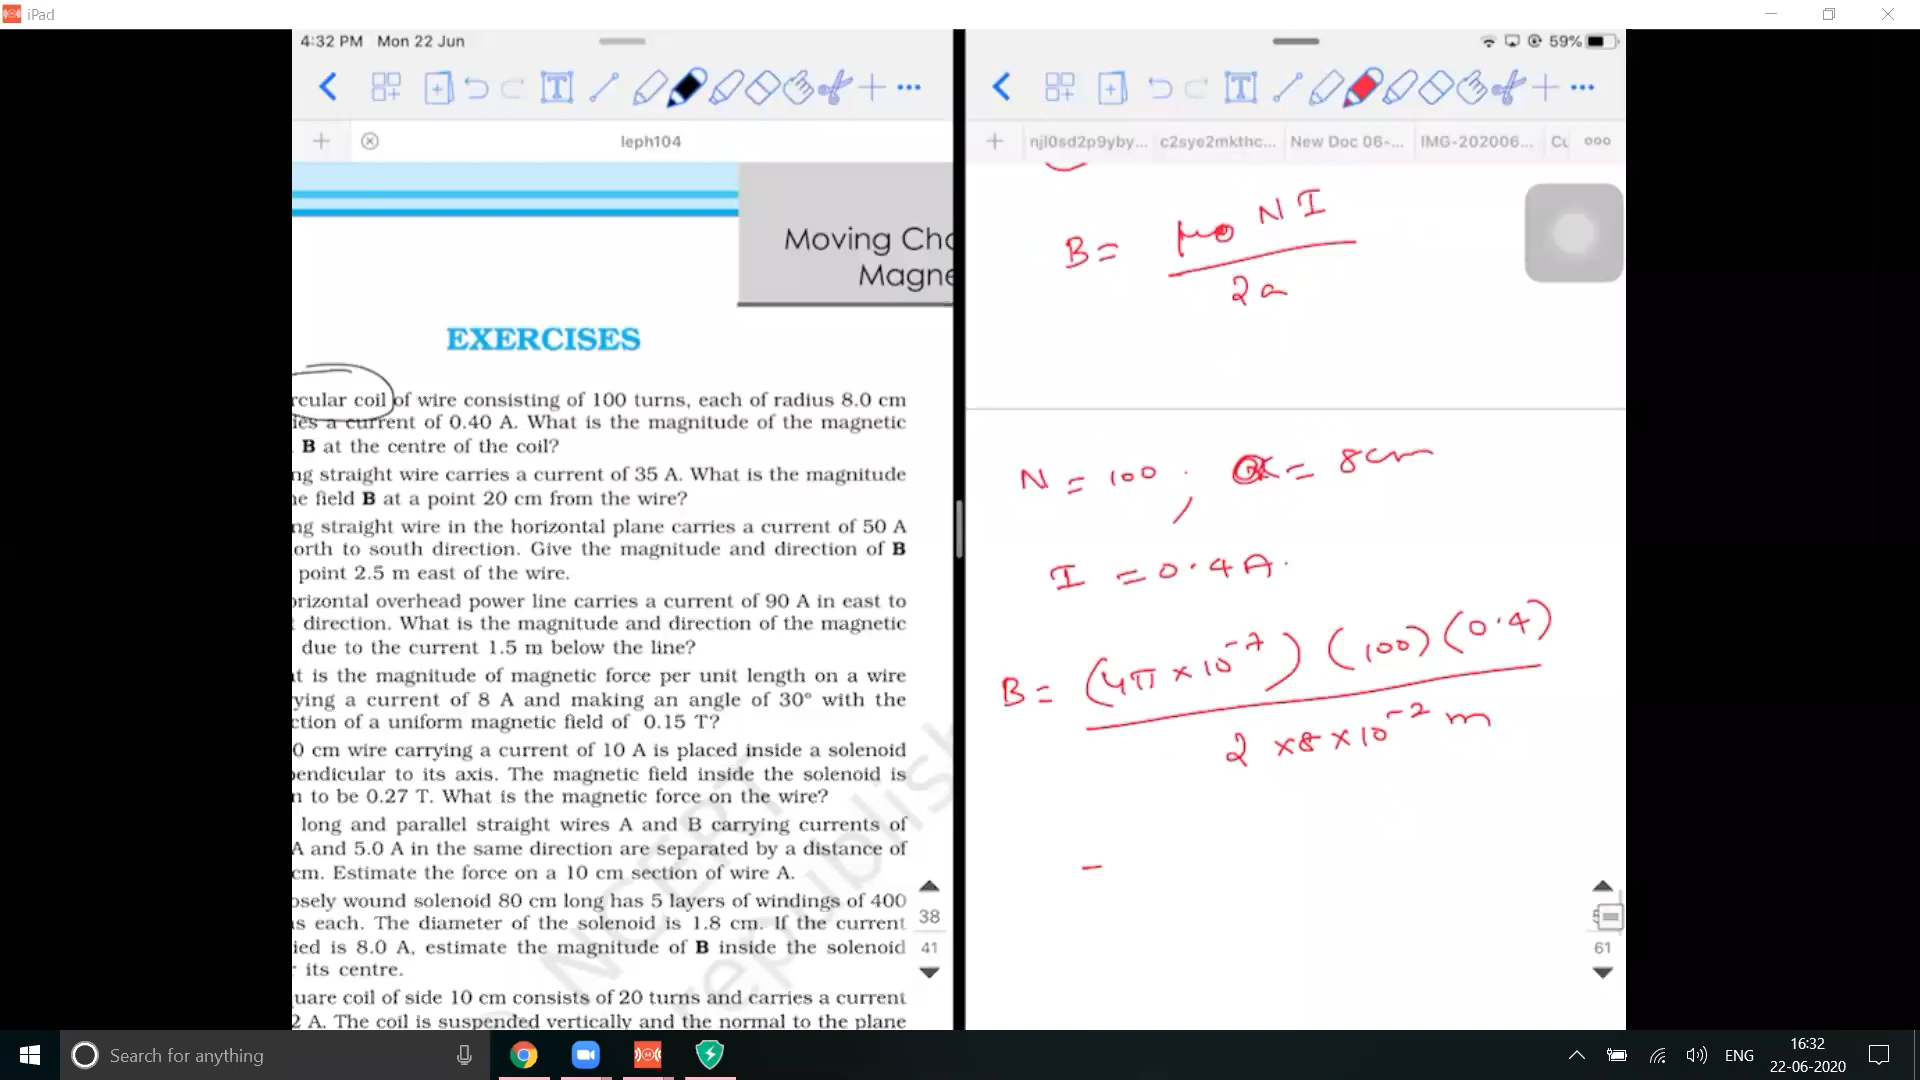 iPad
4:32 PM Mon 22 Jun
59%
leph104
njl0sd2p9yby... c2sye2mkthc... New Doc 06-... IMG-202006...
Moving Cha
Magne
EXERCISES
rcular coil of wire consisting of 100 turns, each of radius 8.0 cm
ies a current of 0.40 A. What is the magnitude of the magnetic
B at the centre of the coil?
ng straight wire carries a current of 35 A. What is the magnitude
e field B at a point 20 cm from the wire?
ng straight wire in the horizontal plane carries a current of 50 A
orth to south direction. Give the magnitude and direction of B
point 2.5 m east of the wire.
orizontal overhead power line carries a current of 90 A in east to
direction. What is the magnitude and direction of the magnetic
due to the current 1.5 m below the line?
t is the magnitude of magnetic force per unit length on a wire
ying a current of 8 A and making an angle of 30° with the
ction of a uniform magnetic field of 0.15 T?
0 cm wire carrying a current of 10 A is placed inside a solenoid
pendicular to its axis. The magnetic field inside the solenoid is
n to be 0.27 T. What is the magnetic force on the wire?
long and parallel straight wires A and B carrying currents of
A and 5.0 A in the same direction are separated by a distance of
cm. Estimate the force on a 10 cm section of wire A.
osely wound solenoid 80 cm long has 5 layers of windings of 400
s each. The diameter of the solenoid is 1.8 cm. If the current
ied is 8.0 A, estimate the magnitude of B inside the solenoid
its centre.
uare coil of side 10 cm consists of 20 turns and carries a current
2 A. The coil is suspended vertically and the normal to the plane
NCERT
republish
38
41
B = μ0 N I
2a
N = 100 , = 8cm
I = 0.4A.
B = (4π × 10⁻⁷) (100) (0.4)
2 × 8 × 10⁻² m
61
Search for anything
ENG
16:32
22-06-2020